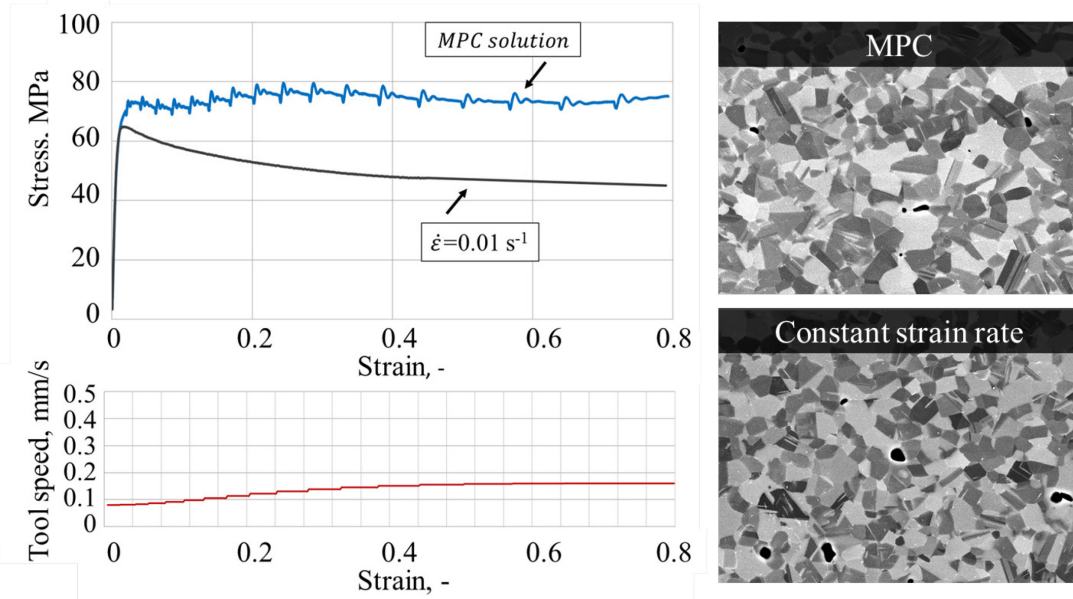 100
80
60
40
20
0
Stress. MPa
MPC solution
ε̇=0.01 s⁻¹
0
0.2
0.4
0.6
0.8
Strain, -
0.5
0.4
0.3
0.2
0.1
0
Tool speed, mm/s
0
0.2
0.4
0.6
0.8
Strain, -
MPC
Constant strain rate